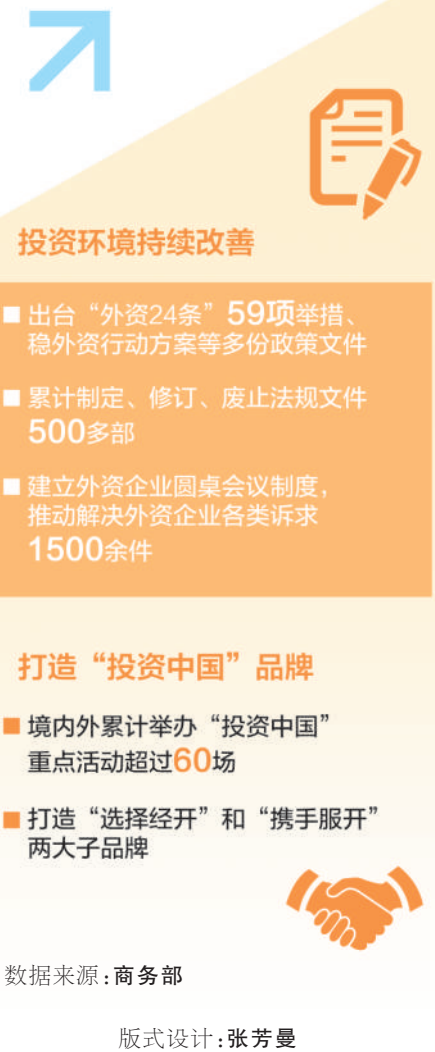 投资环境持续改善
■ 出台“外资24条”59项举措、
稳外资行动方案等多份政策文件
■ 累计制定、修订、废止法规文件
500多部
■ 建立外资企业圆桌会议制度，
推动解决外资企业各类诉求
1500余件
打造“投资中国”品牌
■ 境内外累计举办“投资中国”
重点活动超过60场
■ 打造“选择经开”和“携手服开”
两大子品牌
数据来源：商务部
版式设计：张芳曼